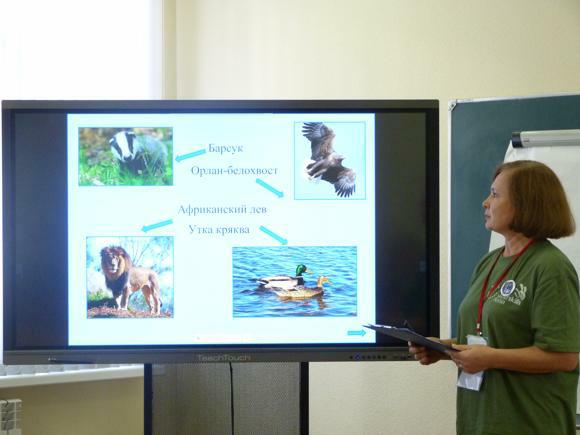 Барсук
Орлан-белохвост
Африканский лев
Утка кряква
TeachTouch